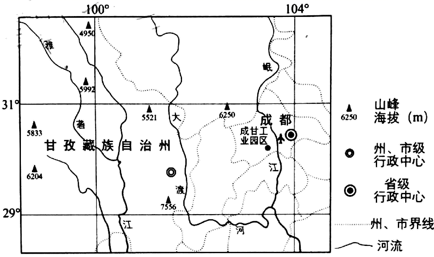 100°
104°
4950
雅
岷
5992
31°
5521
大
6250
成都
成甘工
业园区
5833
砻
甘孜藏族自治州
6204
渡
江
7556
29°
江
河
6250
山峰
海拔(m)
州、市级
行政中心
省级
行政中心
州、市界线
河流